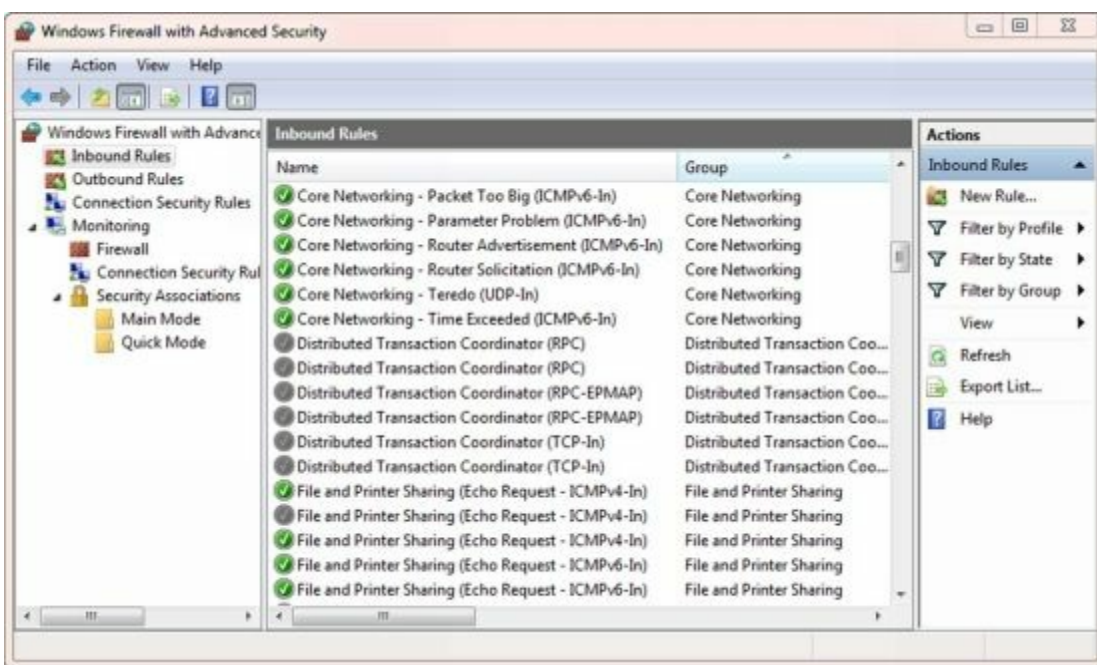 Windows Firewall with Advanced Security
File Action View Help
Windows Firewall with Advance
Inbound Rules
Outbound Rules
Connection Security Rules
Monitoring
Firewall
Connection Security Rul
Security Associations
Main Mode
Quick Mode
Inbound Rules
Name Group
Core Networking - Packet Too Big (ICMPv6-In) Core Networking
Core Networking - Parameter Problem (ICMPv6-In) Core Networking
Core Networking - Router Advertisement (ICMPv6-In) Core Networking
Core Networking - Router Solicitation (ICMPv6-In) Core Networking
Core Networking - Teredo (UDP-In) Core Networking
Core Networking - Time Exceeded (ICMPv6-In) Core Networking
Distributed Transaction Coordinator (RPC) Distributed Transaction Coo...
Distributed Transaction Coordinator (RPC) Distributed Transaction Coo...
Distributed Transaction Coordinator (RPC-EPMAP) Distributed Transaction Coo...
Distributed Transaction Coordinator (RPC-EPMAP) Distributed Transaction Coo...
Distributed Transaction Coordinator (TCP-In) Distributed Transaction Coo...
Distributed Transaction Coordinator (TCP-In) Distributed Transaction Coo...
File and Printer Sharing (Echo Request - ICMPv4-In) File and Printer Sharing
File and Printer Sharing (Echo Request - ICMPv4-In) File and Printer Sharing
File and Printer Sharing (Echo Request - ICMPv4-In) File and Printer Sharing
File and Printer Sharing (Echo Request - ICMPv6-In) File and Printer Sharing
File and Printer Sharing (Echo Request - ICMPv6-In) File and Printer Sharing
Actions
Inbound Rules
New Rule...
Filter by Profile
Filter by State
Filter by Group
View
Refresh
Export List...
Help